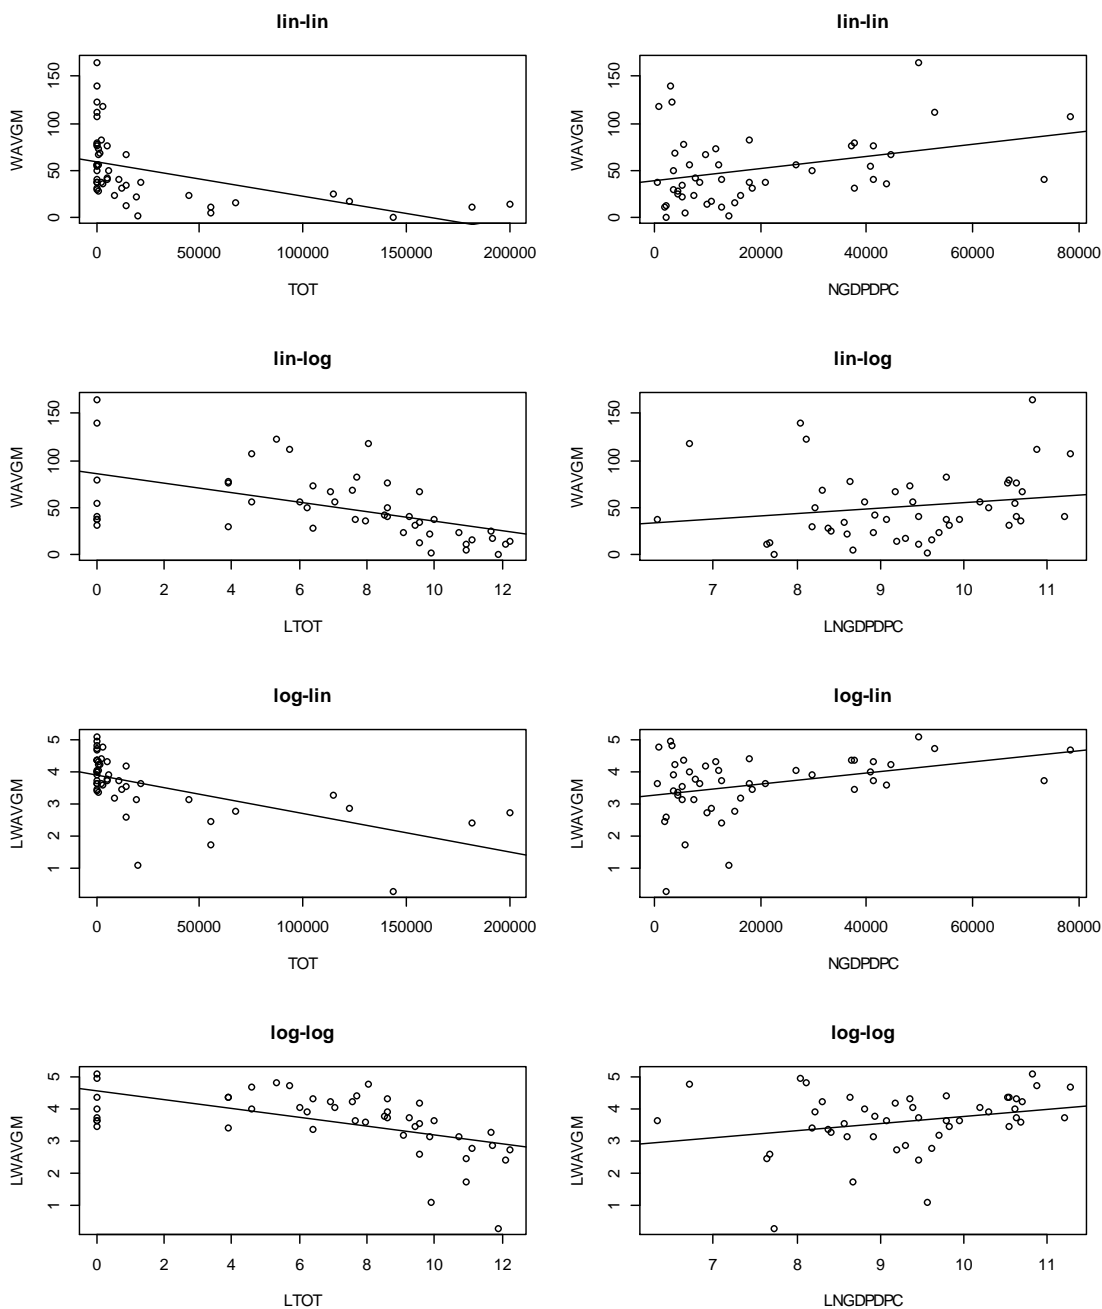 lin-lin
WAVGM
0 50 100 150
0 50000 100000 150000 200000
TOT
lin-lin
WAVGM
0 50 100 150
0 20000 40000 60000 80000
NGDPDPC
lin-log
WAVGM
0 50 100 150
0 2 4 6 8 10 12
LTOT
lin-log
WAVGM
0 50 100 150
7 8 9 10 11
LNGDPDPC
log-lin
LWAVGM
1 2 3 4 5
0 50000 100000 150000 200000
TOT
log-lin
LWAVGM
1 2 3 4 5
0 20000 40000 60000 80000
NGDPDPC
log-log
LWAVGM
1 2 3 4 5
0 2 4 6 8 10 12
LTOT
log-log
LWAVGM
1 2 3 4 5
7 8 9 10 11
LNGDPDPC